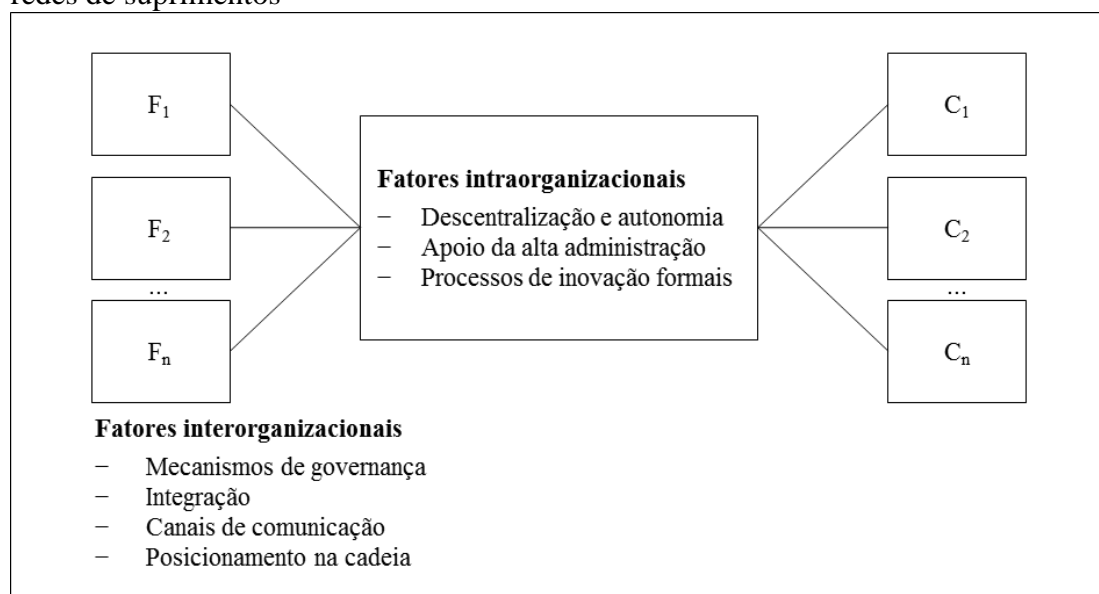 redes de suprimentos
F₁
F₂
...
Fₙ
Fatores intraorganizacionais
− Descentralização e autonomia
− Apoio da alta administração
− Processos de inovação formais
C₁
C₂
...
Cₙ
Fatores interorganizacionais
− Mecanismos de governança
− Integração
− Canais de comunicação
− Posicionamento na cadeia